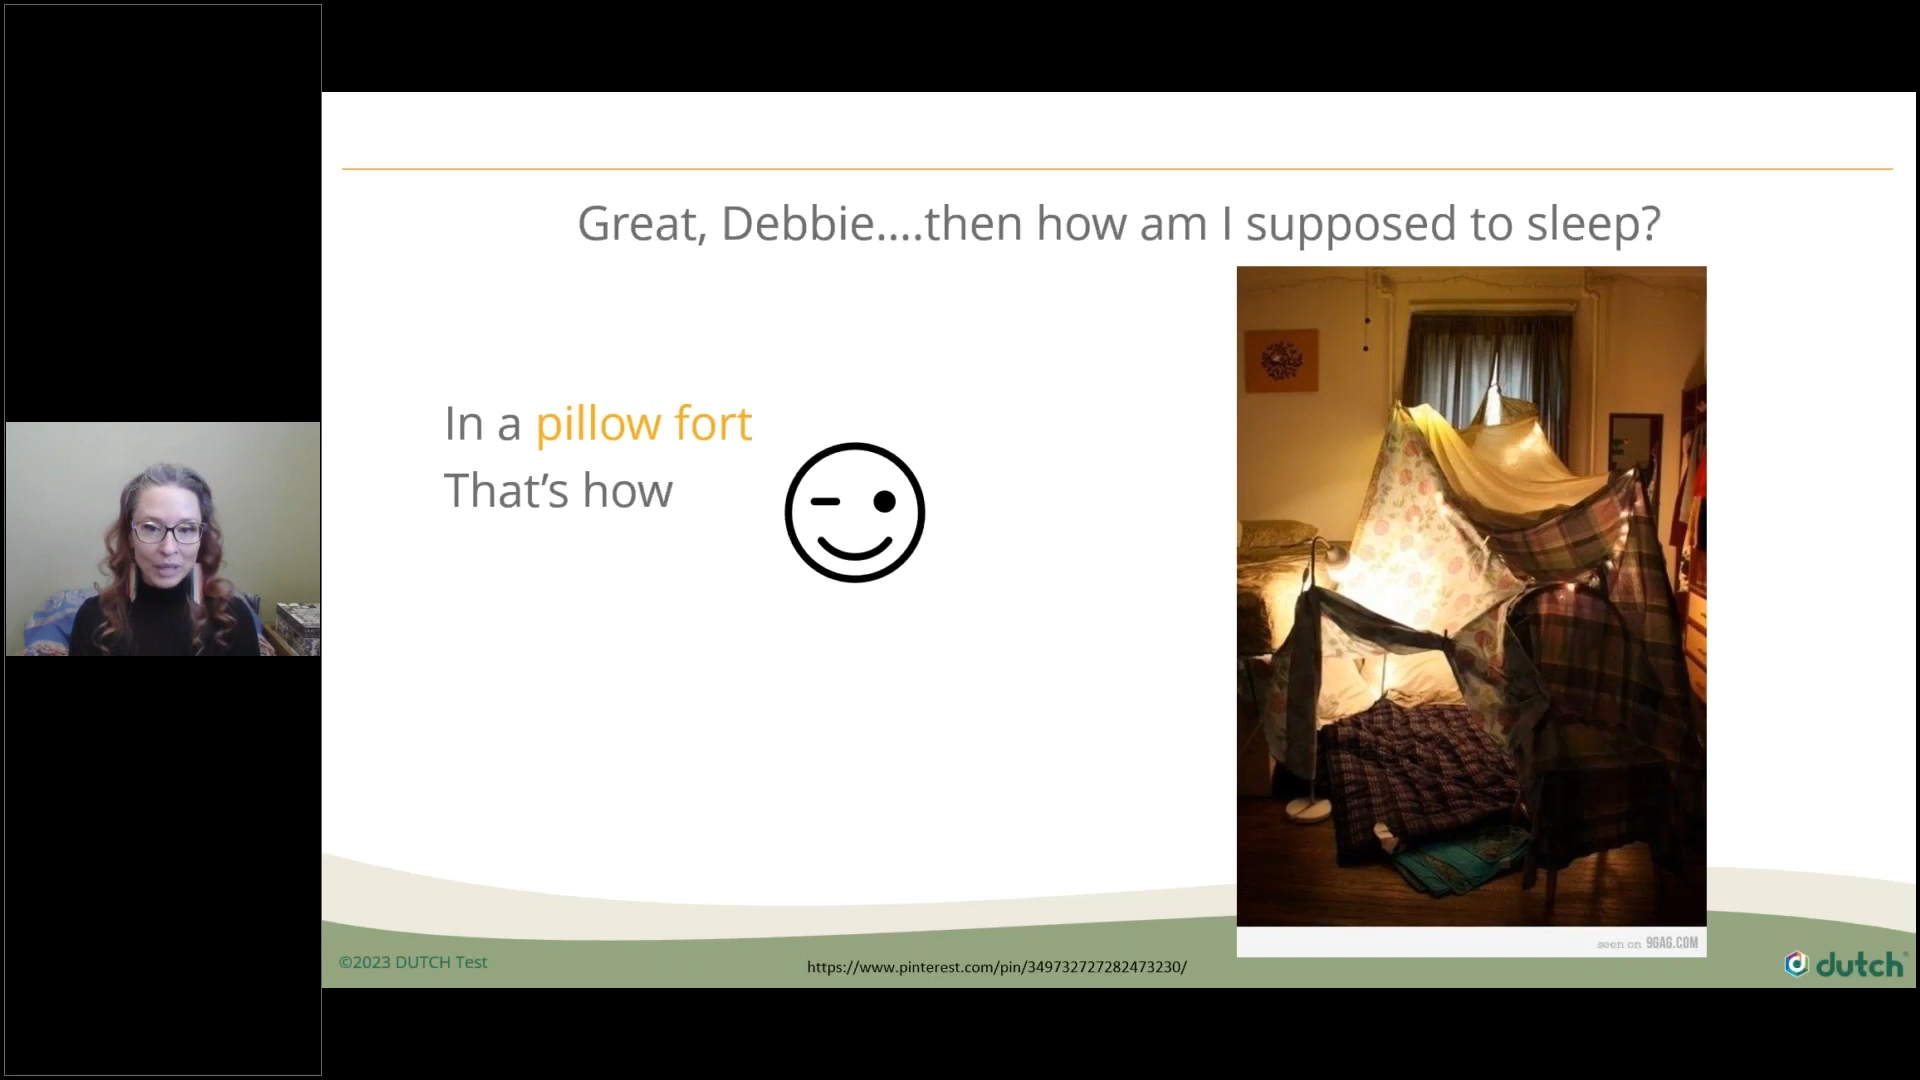 Great, Debbie....then how am I supposed to sleep?
In a pillow fort
That's how
seen on 9GAG.COM
©2023 DUTCH Test
https://www.pinterest.com/pin/349732727282473230/
dutch